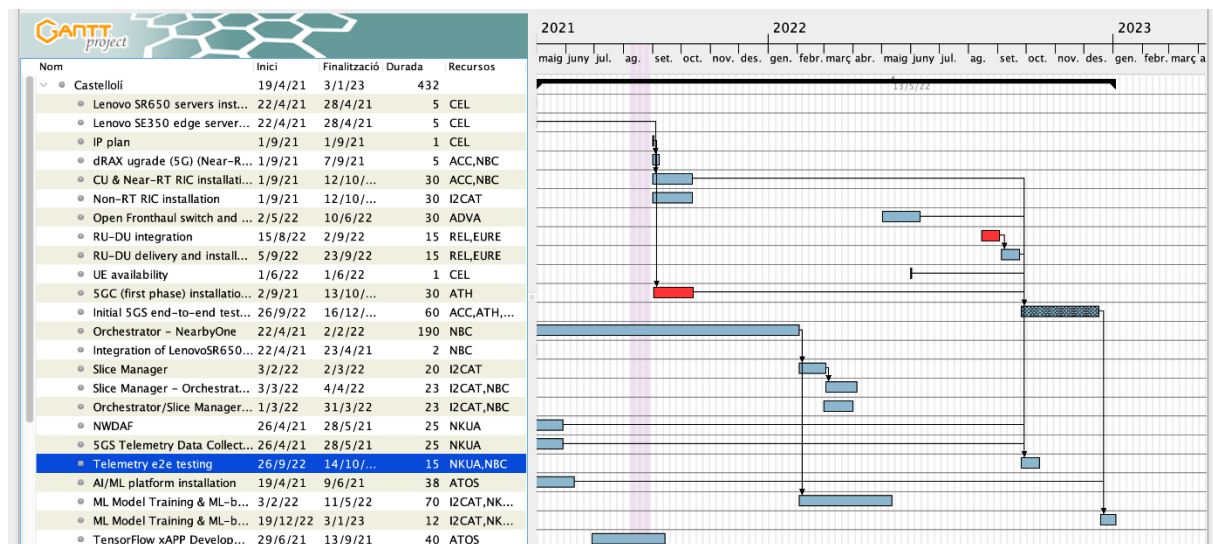 GANTT project
2021 2022 2023
maig juny jul. ag. set. oct. nov. des. gen. febr. març abr. maig juny jul. ag. set. oct. nov. des. gen. febr. març a
Nom Inici Finalització Durada Recursos
Castellolí 19/4/21 3/1/23 432
13/5/22
Lenovo SR650 servers inst... 22/4/21 28/4/21 5 CEL
Lenovo SE350 edge server... 22/4/21 28/4/21 5 CEL
IP plan 1/9/21 1/9/21 1 CEL
dRAX ugrade (5G) (Near-R... 1/9/21 7/9/21 5 ACC,NBC
CU & Near-RT RIC installati... 1/9/21 12/10/... 30 ACC,NBC
Non-RT RIC installation 1/9/21 12/10/... 30 I2CAT
Open Fronthaul switch and ... 2/5/22 10/6/22 30 ADVA
RU-DU integration 15/8/22 2/9/22 15 REL,EURE
RU-DU delivery and install... 5/9/22 23/9/22 15 REL,EURE
UE availability 1/6/22 1/6/22 1 CEL
5GC (first phase) installatio... 2/9/21 13/10/... 30 ATH
Initial 5GS end-to-end test... 26/9/22 16/12/... 60 ACC,ATH,...
Orchestrator - NearbyOne 22/4/21 2/2/22 190 NBC
Integration of LenovoSR650... 22/4/21 23/4/21 2 NBC
Slice Manager 3/2/22 2/3/22 20 I2CAT
Slice Manager - Orchestrat... 3/3/22 4/4/22 23 I2CAT,NBC
Orchestrator/Slice Manager... 1/3/22 31/3/22 23 I2CAT,NBC
NWDAF 26/4/21 28/5/21 25 NKUA
5GS Telemetry Data Collect... 26/4/21 28/5/21 25 NKUA
Telemetry e2e testing 26/9/22 14/10/... 15 NKUA,NBC
AI/ML platform installation 19/4/21 9/6/21 38 ATOS
ML Model Training & ML-b... 3/2/22 11/5/22 70 I2CAT,NK...
ML Model Training & ML-b... 19/12/22 3/1/23 12 I2CAT,NK...
TensorFlow xAPP Develop... 29/6/21 13/9/21 40 ATOS